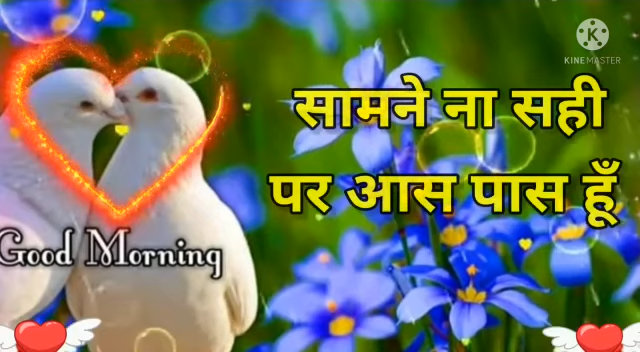 KINEMASTER
सामने ना सही
पर आस पास हूँ
Good Morning